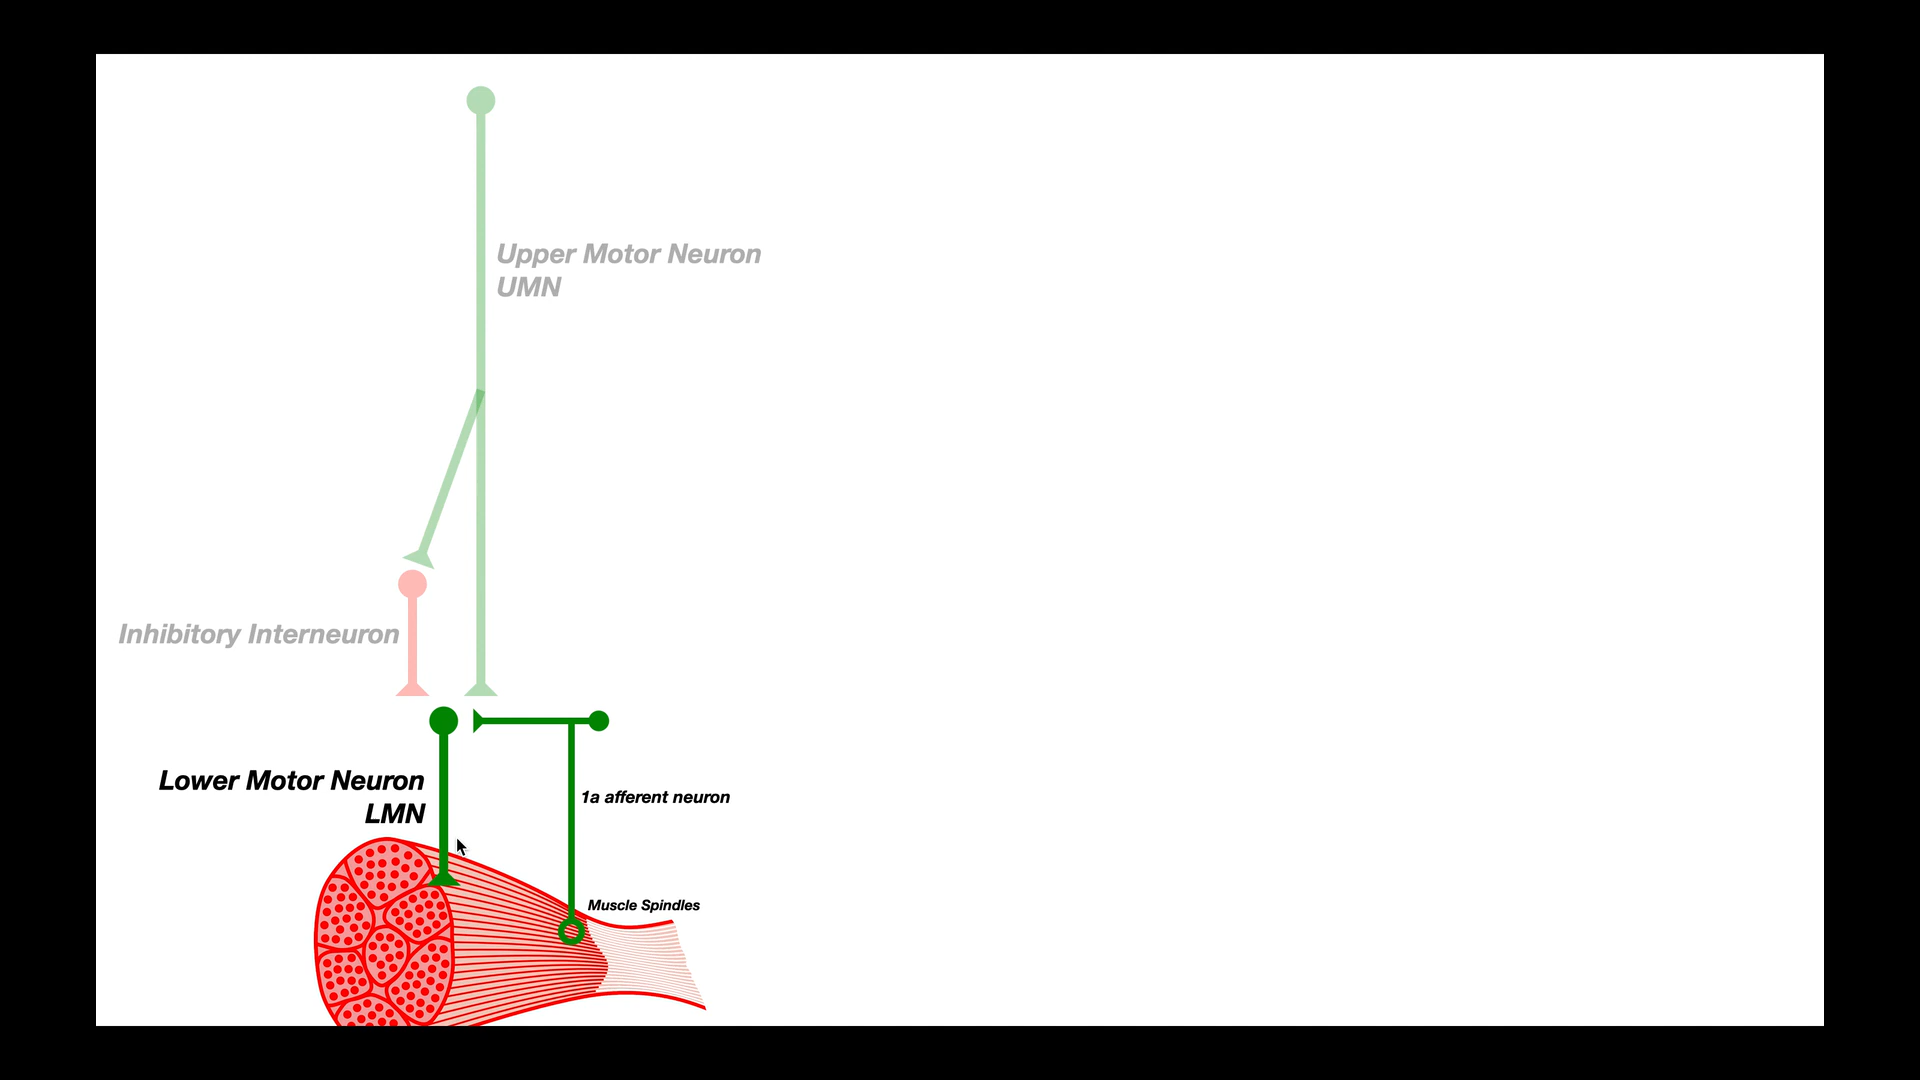 Upper Motor Neuron
UMN
Inhibitory Interneuron
Lower Motor Neuron
LMN
1a afferent neuron
Muscle Spindles